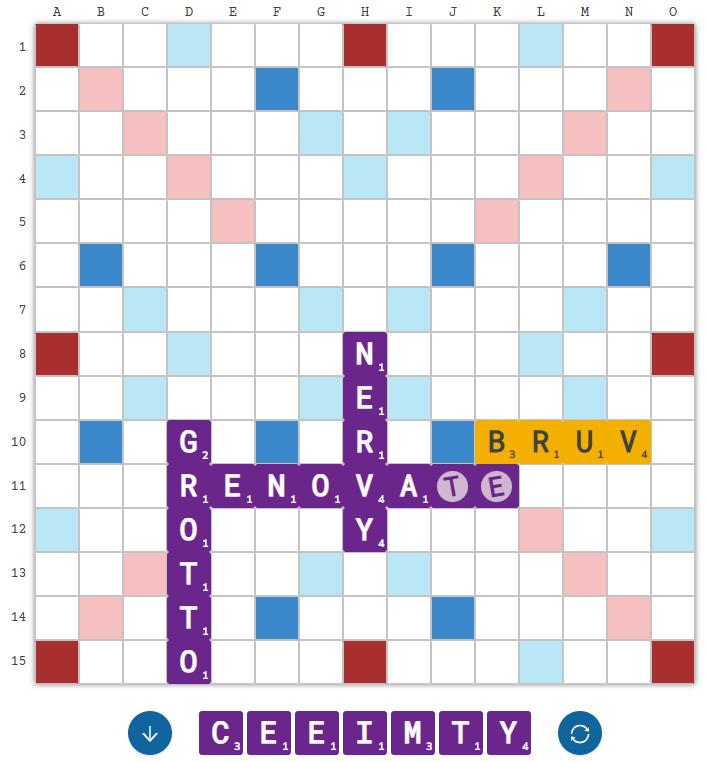 A B C D E F G H I J K L M N O
1
2
3
4
5
6
7
8 N1
9 E1
10 G2 R1 B3 R1 U1 V4
11 R1 E1 N1 O1 V4 A1 T E
12 O1 Y4
13 T1
14 T1
15 O1
C3 E1 E1 I1 M3 T1 Y4